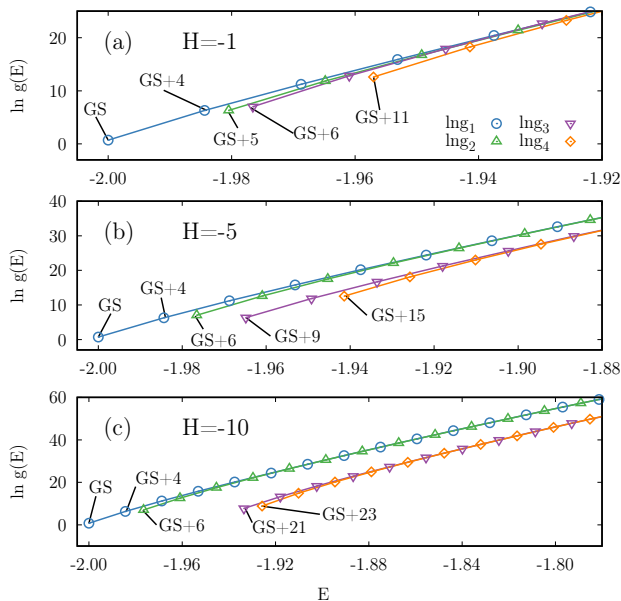 (a) H=-1
ln g(E)
20
10
0
GS
GS+4
GS+5
GS+6
GS+11
lng1 lng3
lng2 lng4
-2.00 -1.98 -1.96 -1.94 -1.92
(b) H=-5
ln g(E)
40
30
20
10
0
GS
GS+4
GS+6
GS+9
GS+15
-2.00 -1.98 -1.96 -1.94 -1.92 -1.90 -1.88
(c) H=-10
ln g(E)
60
40
20
0
GS
GS+4
GS+6
GS+21
GS+23
-2.00 -1.96 -1.92 -1.88 -1.84 -1.80
E